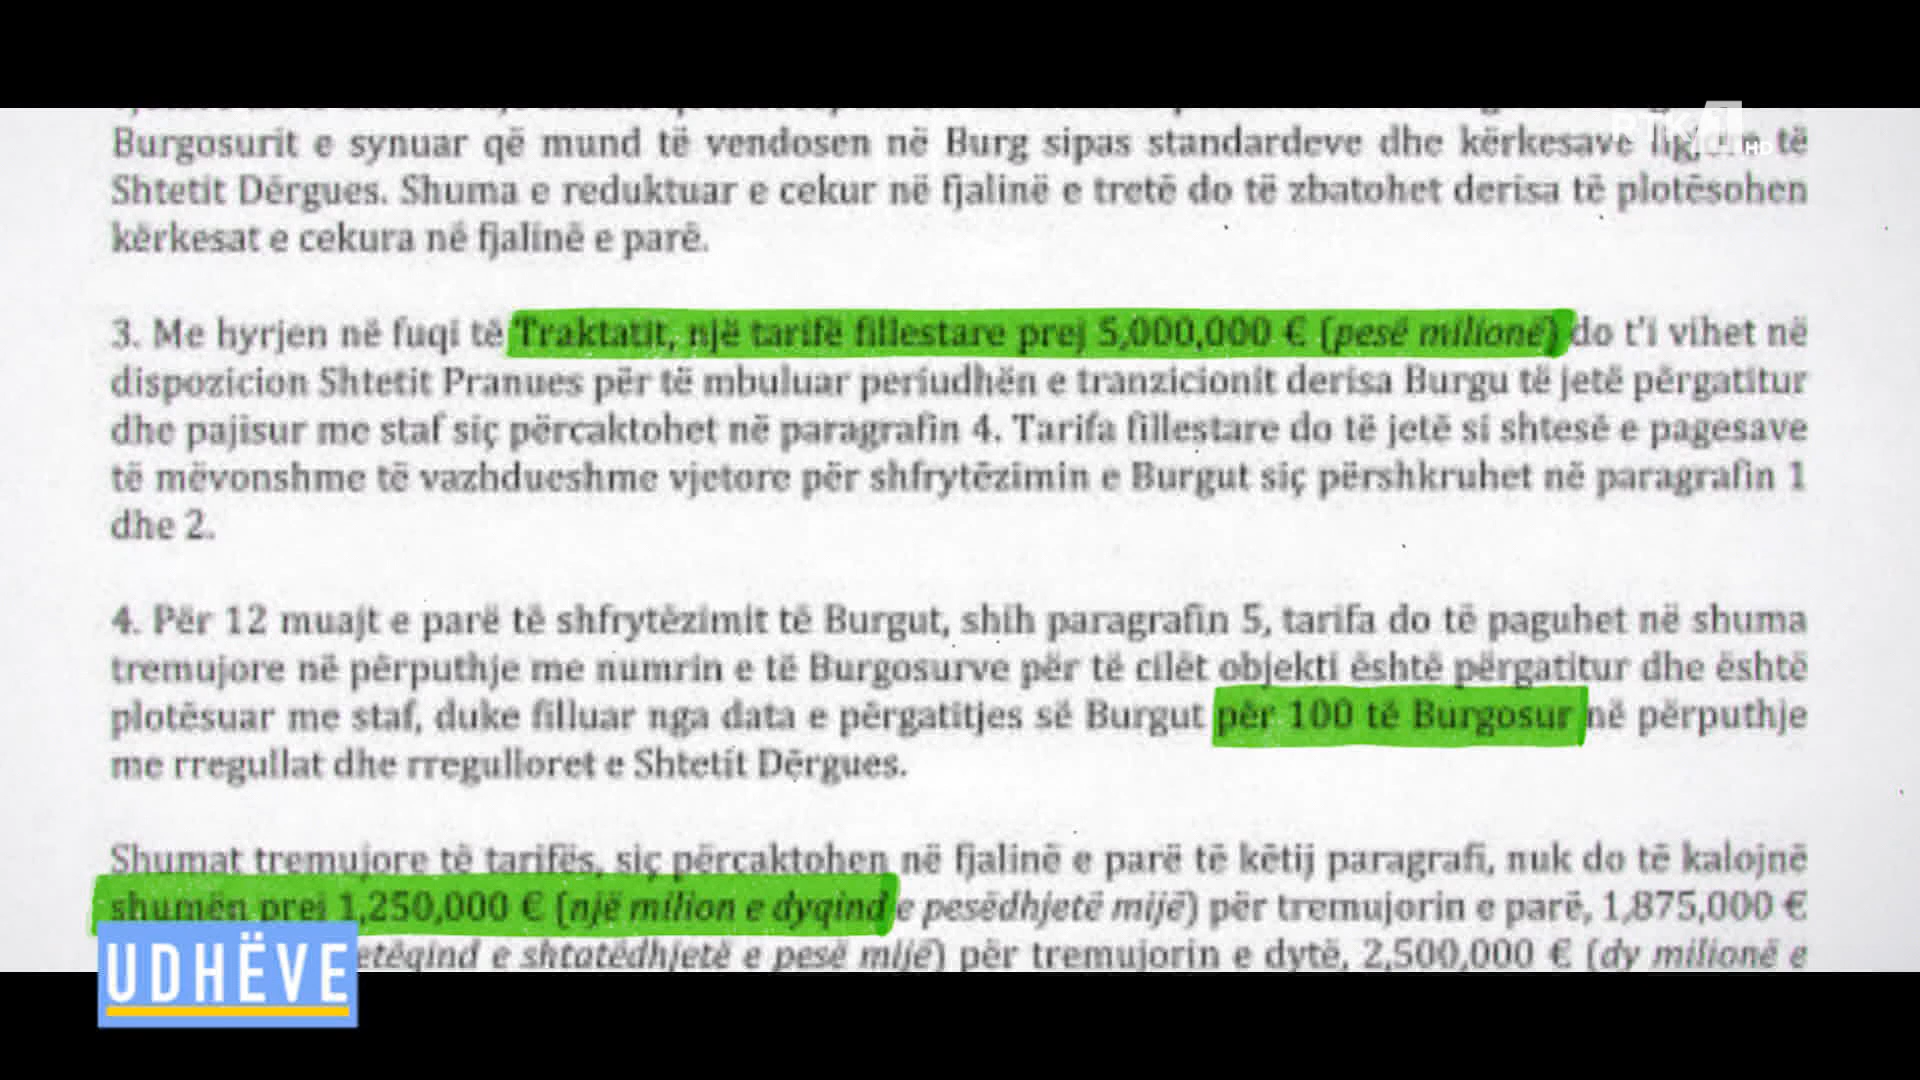 Burgosurit e synuar që mund të vendosen në Burg sipas standardeve dhe kërkesave ligjore të
Shtetit Dërgues. Shuma e reduktuar e cekur në fjalinë e tretë do të zbatohet derisa të plotësohen
kërkesat e cekura në fjalinë e parë.
3. Me hyrjen në fuqi të Traktatit, një tarifë fillestare prej 5,000,000 € (pesë milionë) do t'i vihet në
dispozicion Shtetit Pranues për të mbuluar periudhën e tranzicionit derisa Burgu të jetë përgatitur
dhe pajisur me staf siç përcaktohet në paragrafin 4. Tarifa fillestare do të jetë si shtesë e pagesave
të mëvonshme të vazhdueshme vjetore për shfrytëzimin e Burgut siç përshkruhet në paragrafin 1
dhe 2.
4. Për 12 muajt e parë të shfrytëzimit të Burgut, shih paragrafin 5, tarifa do të paguhet në shuma
tremujore në përputhje me numrin e të Burgosurve për të cilët objekti është përgatitur dhe është
plotësuar me staf, duke filluar nga data e përgatitjes së Burgut për 100 të Burgosur në përputhje
me rregullat dhe rregulloret e Shtetit Dërgues.
Shumat tremujore të tarifës, siç përcaktohen në fjalinë e parë të këtij paragrafi, nuk do të kalojnë
shumën prej 1,250,000 € (një milion e dyqind e pesëdhjetë mijë) për tremujorin e parë, 1,875,000 €
etëqind e shtatëdhjetë e pesë mijë) për tremujorin e dytë, 2,500,000 € (dy milionë e
UDHËVE
RTK 1 HD